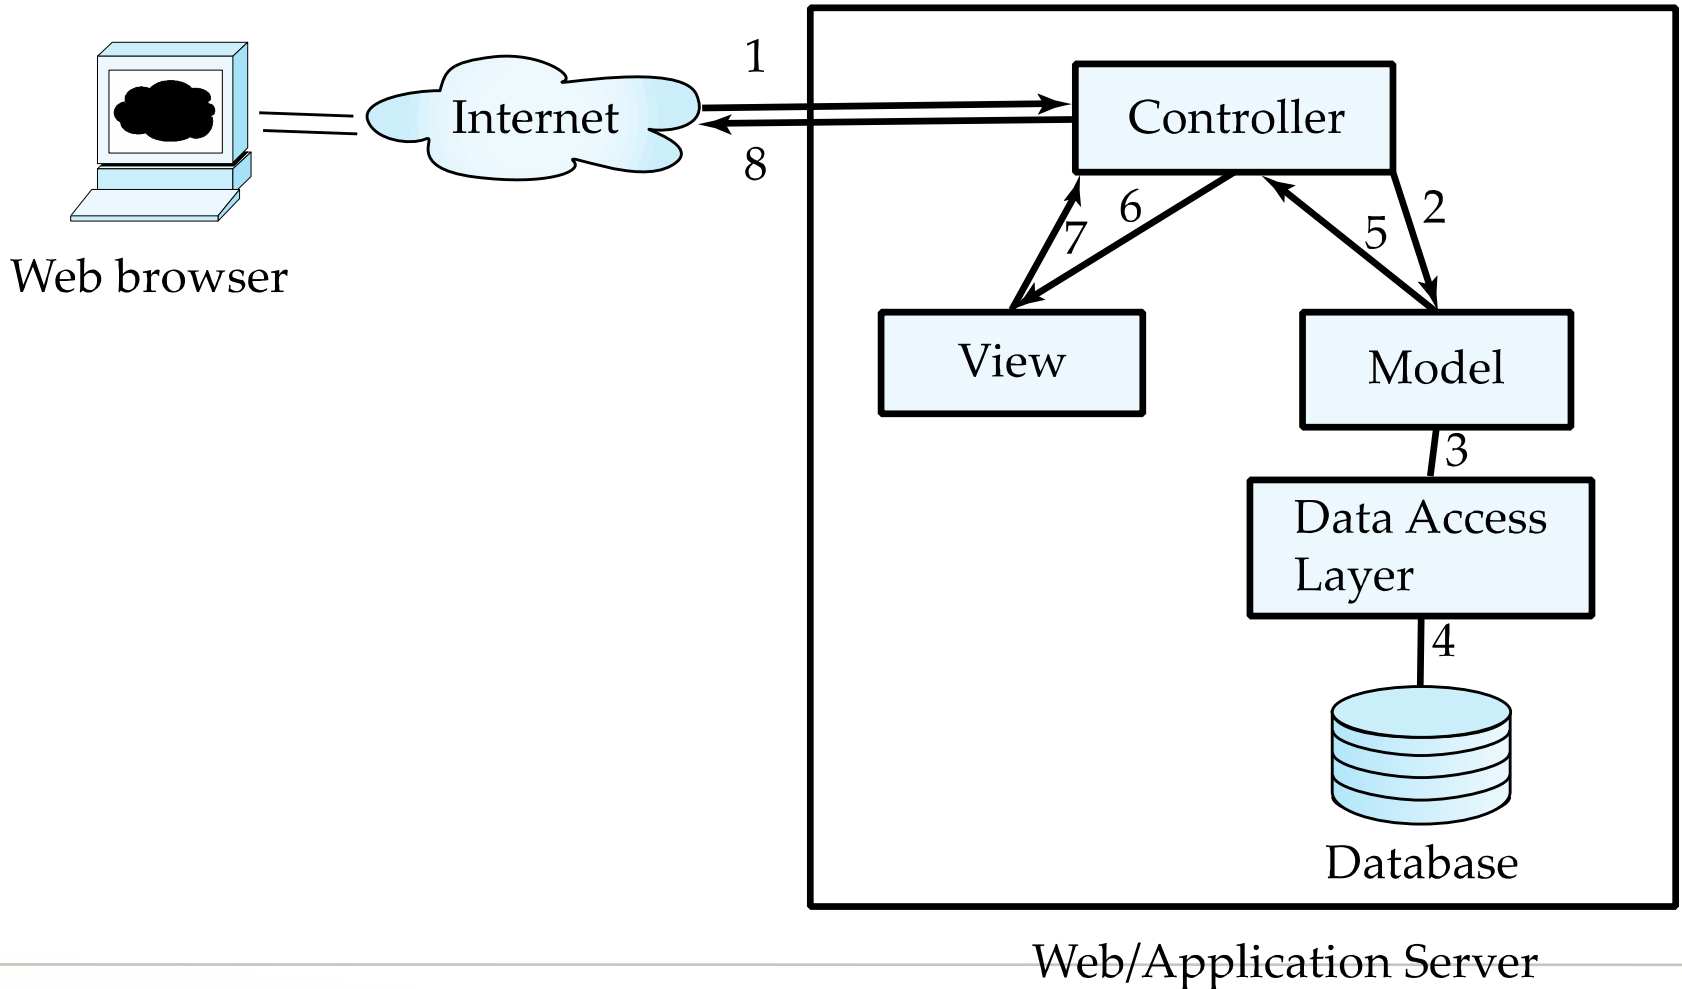 1
Internet
Controller
8
Web browser
6
7
5
2
View
Model
3
Data Access
Layer
4
Database
Web/Application Server